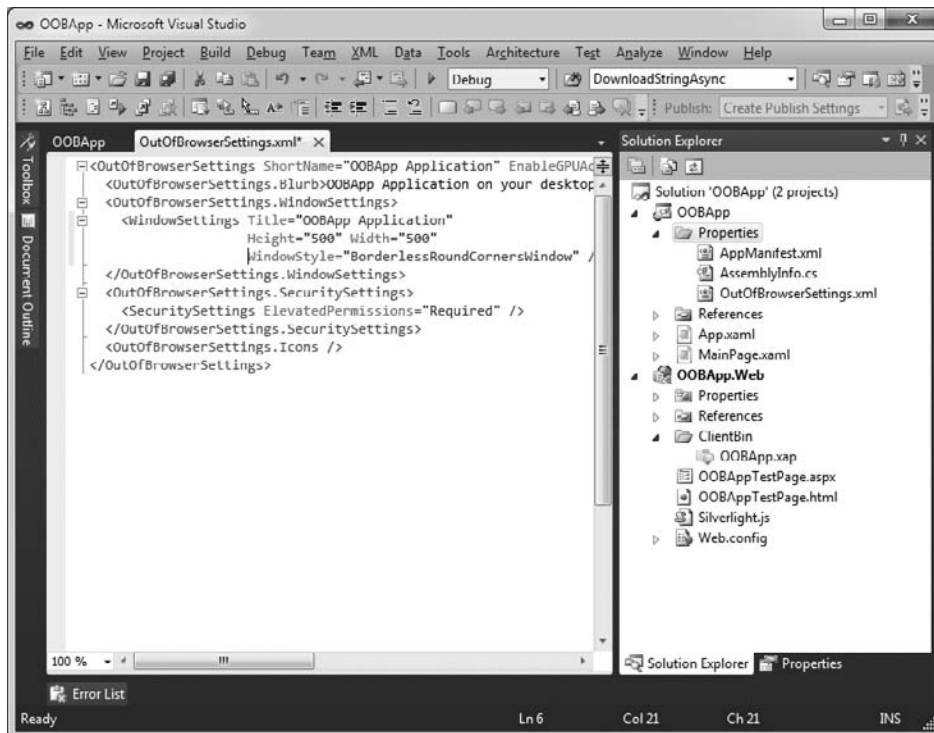 OOBApp - Microsoft Visual Studio
File Edit View Project Build Debug Team XML Data Tools Architecture Test Analyze Window Help
Debug DownloadStringAsync
Publish: Create Publish Settings
OOBApp OutOfBrowserSettings.xml* Solution Explorer
Toolbox
Document Outline
<OutOfBrowserSettings ShortName="OOBApp Application" EnableGPUAc
<OutOfBrowserSettings.Blurb>OOBApp Application on your desktop
<OutOfBrowserSettings.WindowSettings>
<WindowSettings Title="OOBApp Application"
Height="500" Width="500"
WindowStyle="BorderlessRoundCornersWindow" /
</OutOfBrowserSettings.WindowSettings>
<OutOfBrowserSettings.SecuritySettings>
<SecuritySettings ElevatedPermissions="Required" />
</OutOfBrowserSettings.SecuritySettings>
<OutOfBrowserSettings.Icons />
</OutOfBrowserSettings>
Solution 'OOBApp' (2 projects)
OOBApp
Properties
AppManifest.xml
AssemblyInfo.cs
OutOfBrowserSettings.xml
References
App.xaml
MainPage.xaml
OOBApp.Web
Properties
References
ClientBin
OOBApp.xap
OOBAppTestPage.aspx
OOBAppTestPage.html
Silverlight.js
Web.config
100 %
Solution Explorer Properties
Error List
Ready Ln 6 Col 21 Ch 21 INS